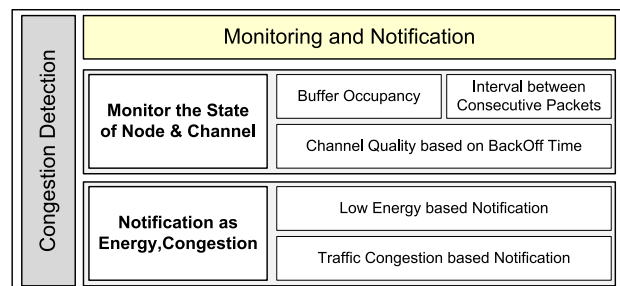 Congestion Detection
Monitoring and Notification
Monitor the State
of Node & Channel
Buffer Occupancy
Interval between
Consecutive Packets
Channel Quality based on BackOff Time
Notification as
Energy,Congestion
Low Energy based Notification
Traffic Congestion based Notification